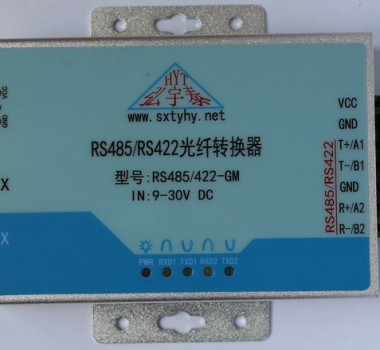 HYT
宏宇泰
www.sxtyhy.net
RS485/RS422光纤转换器
型号:RS485/422-GM
IN:9-30V DC
PWR RXD1 TXD1 RXD2 TXD2
X
X
VCC
GND
T+/A1
T-/B1
GND
R+/A2
R-/B2
RS485/RS422